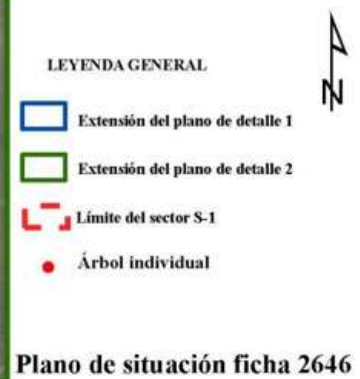 N
LEYENDA GENERAL
Extensión del plano de detalle 1
Extensión del plano de detalle 2
Límite del sector S-1
Árbol individual
Plano de situación ficha 2646